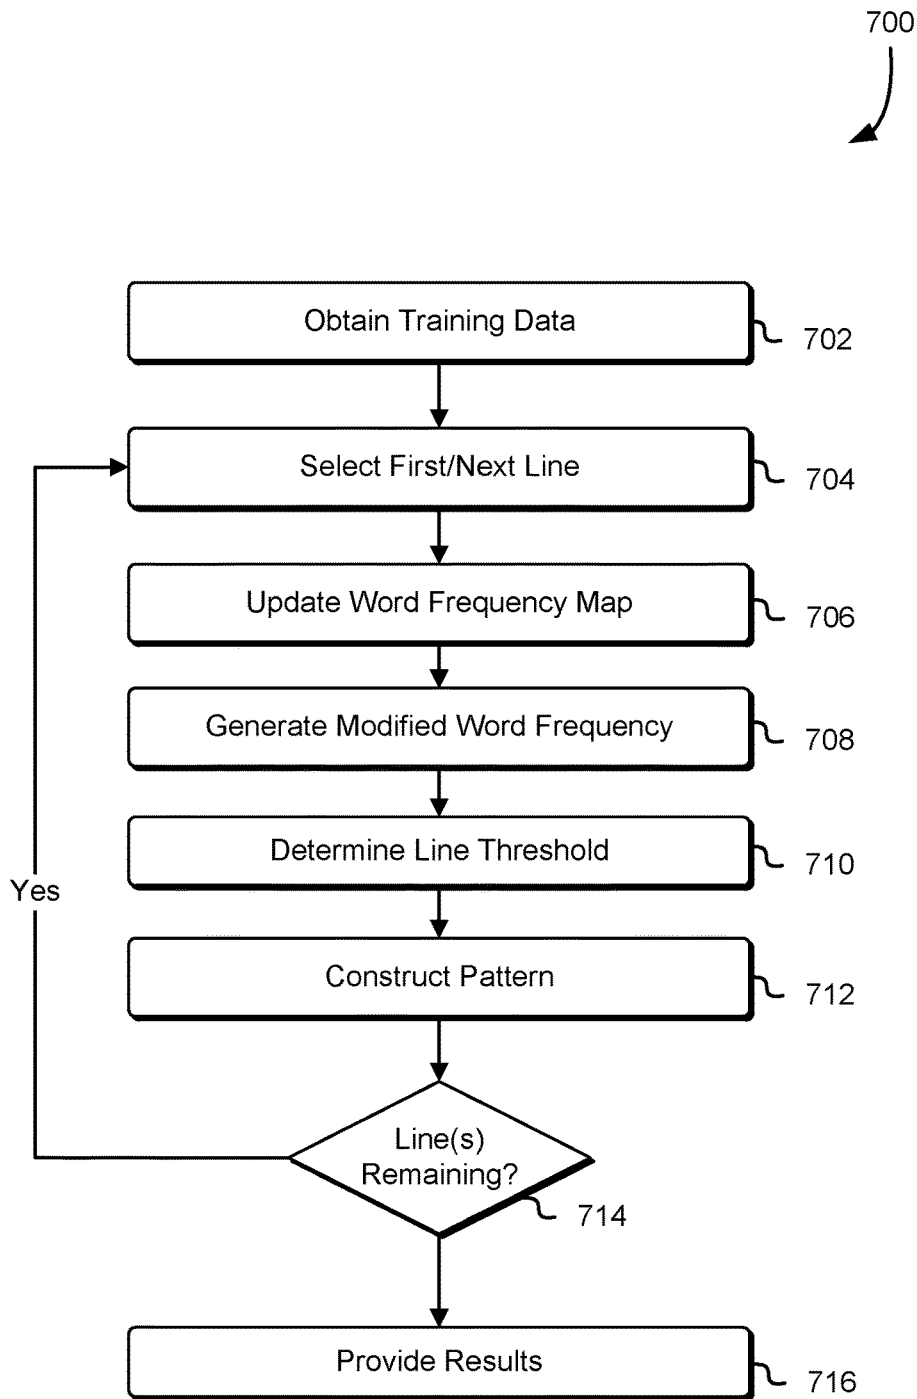 700
Obtain Training Data
702
Select First/Next Line
704
Update Word Frequency Map
706
Generate Modified Word Frequency
708
Determine Line Threshold
710
Yes
Construct Pattern
712
Line(s)
Remaining?
714
Provide Results
716